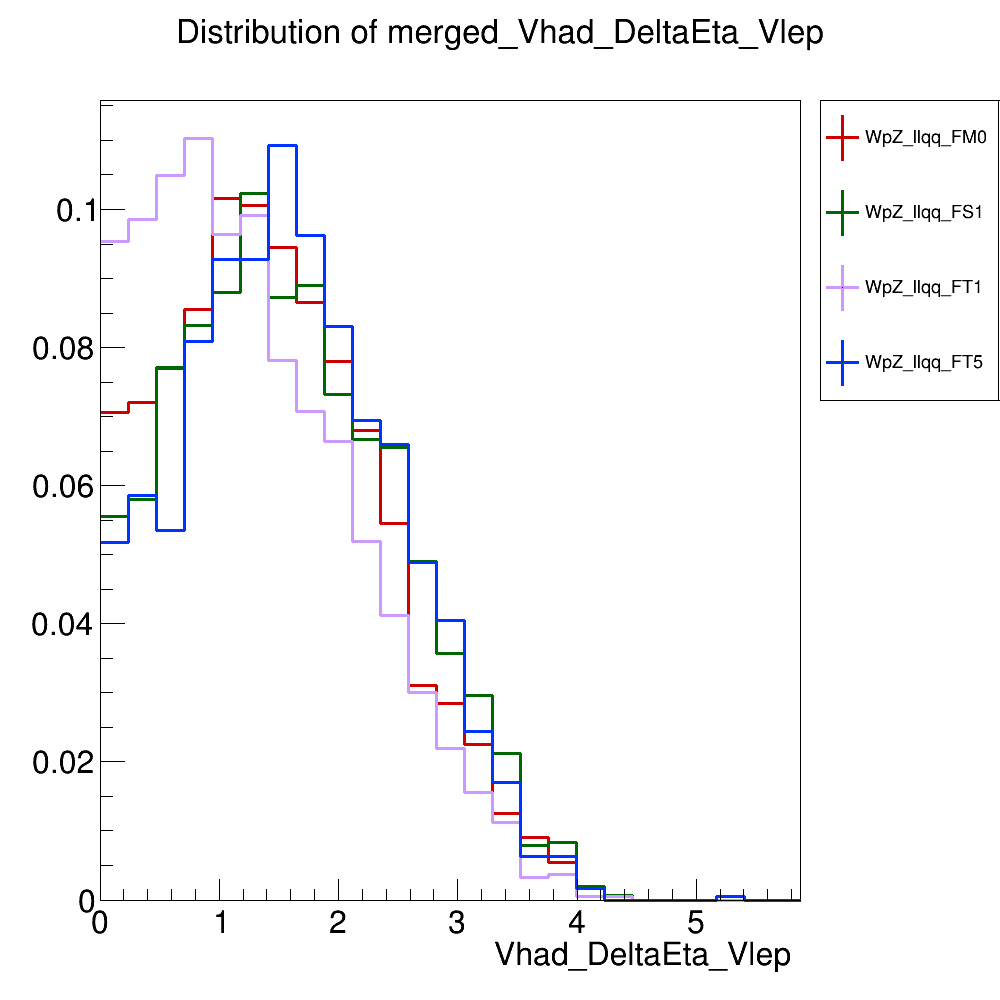 Distribution of merged_Vhad_DeltaEta_Vlep
WpZ_llqq_FM0
WpZ_llqq_FS1
WpZ_llqq_FT1
WpZ_llqq_FT5
0.1
0.08
0.06
0.04
0.02
0
0 1 2 3 4 5
Vhad_DeltaEta_Vlep